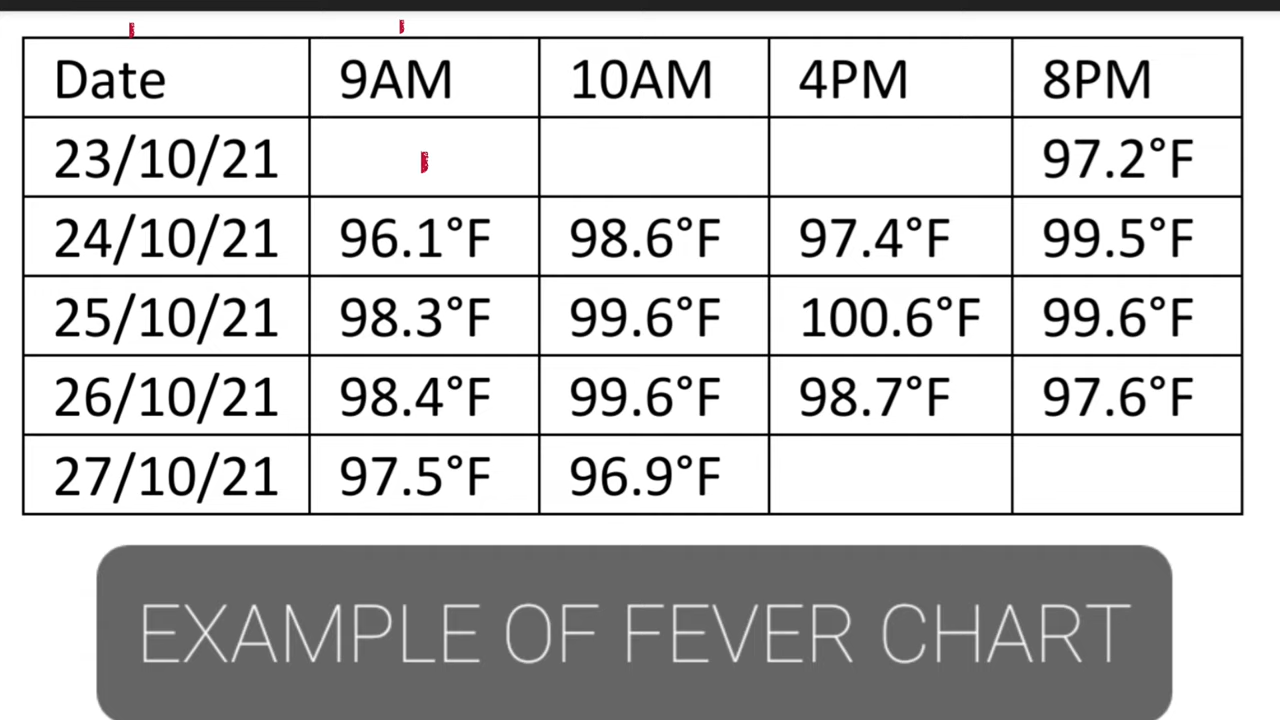 Date 9AM 10AM 4PM 8PM
23/10/21 97.2°F
24/10/21 96.1°F 98.6°F 97.4°F 99.5°F
25/10/21 98.3°F 99.6°F 100.6°F 99.6°F
26/10/21 98.4°F 99.6°F 98.7°F 97.6°F
27/10/21 97.5°F 96.9°F
EXAMPLE OF FEVER CHART